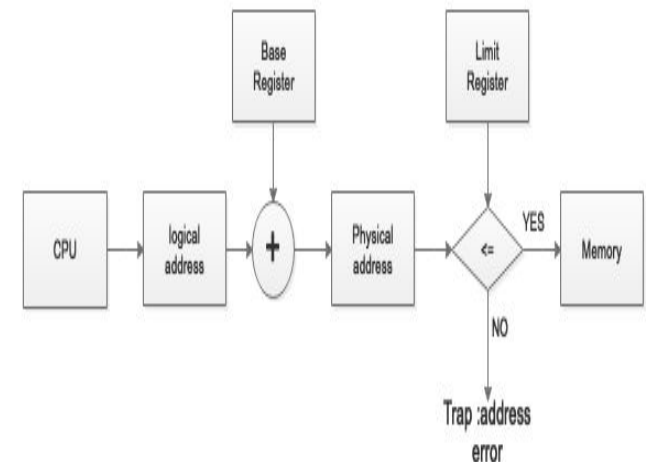 Base
Register
Limit
Register
CPU
logical
address
+
Physical
address
<=
YES
Memory
NO
Trap :address
error